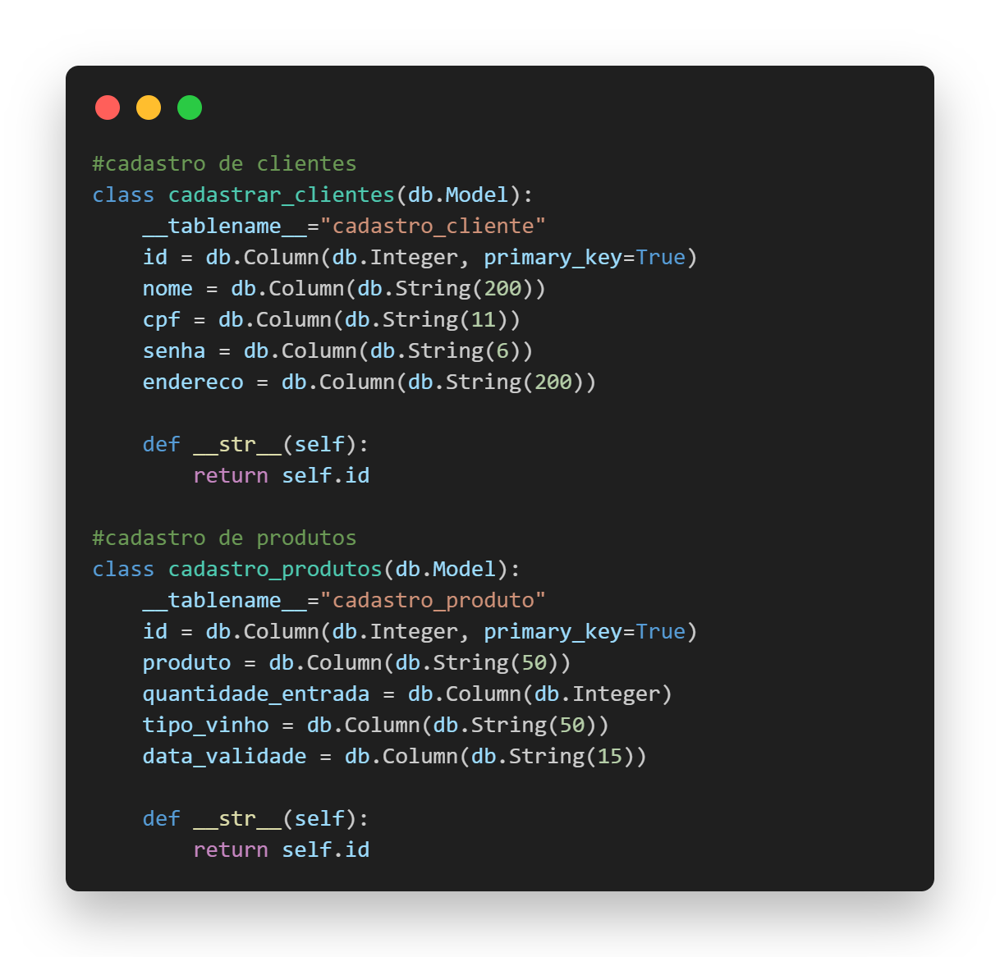 #cadastro de clientes
class cadastrar_clientes(db.Model):
    __tablename__="cadastro_cliente"
    id = db.Column(db.Integer, primary_key=True)
    nome = db.Column(db.String(200))
    cpf = db.Column(db.String(11))
    senha = db.Column(db.String(6))
    endereco = db.Column(db.String(200))

    def __str__(self):
        return self.id

#cadastro de produtos
class cadastro_produtos(db.Model):
    __tablename__="cadastro_produto"
    id = db.Column(db.Integer, primary_key=True)
    produto = db.Column(db.String(50))
    quantidade_entrada = db.Column(db.Integer)
    tipo_vinho = db.Column(db.String(50))
    data_validade = db.Column(db.String(15))

    def __str__(self):
        return self.id